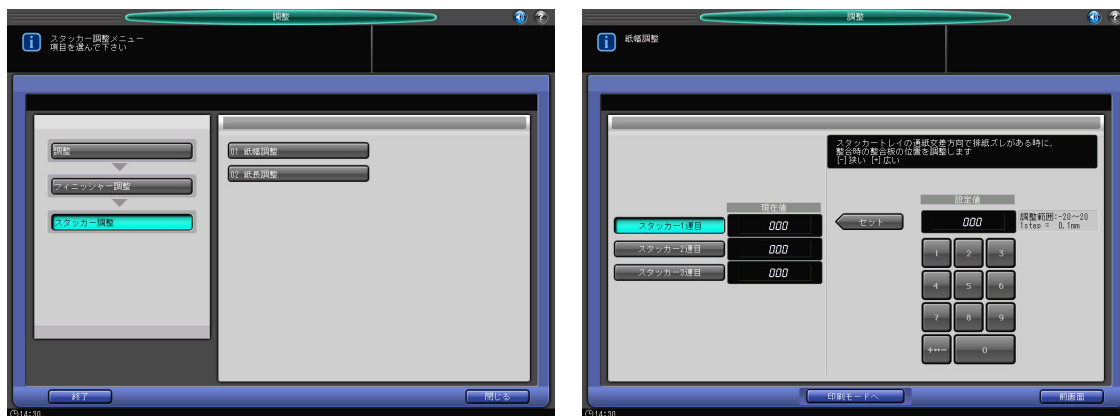 調整
スタッカー調整メニュー
項目を選んで下さい
調整
フィニッシャー調整
スタッカー調整
01 紙幅調整
02 紙長調整
終了
閉じる
14:30
調整
紙幅調整
スタッカートレイの通紙交差方向で排紙ズレがある時に、
整合時の整合板の位置を調整します
[-]狭い [+]広い
現在値
スタッカー1連目 000
スタッカー2連目 000
スタッカー3連目 000
セット
設定値
000
調整範囲:-20～20
1step = 0.1mm
1 2 3
4 5 6
7 8 9
+↔- 0
印刷モードへ
前画面
14:30